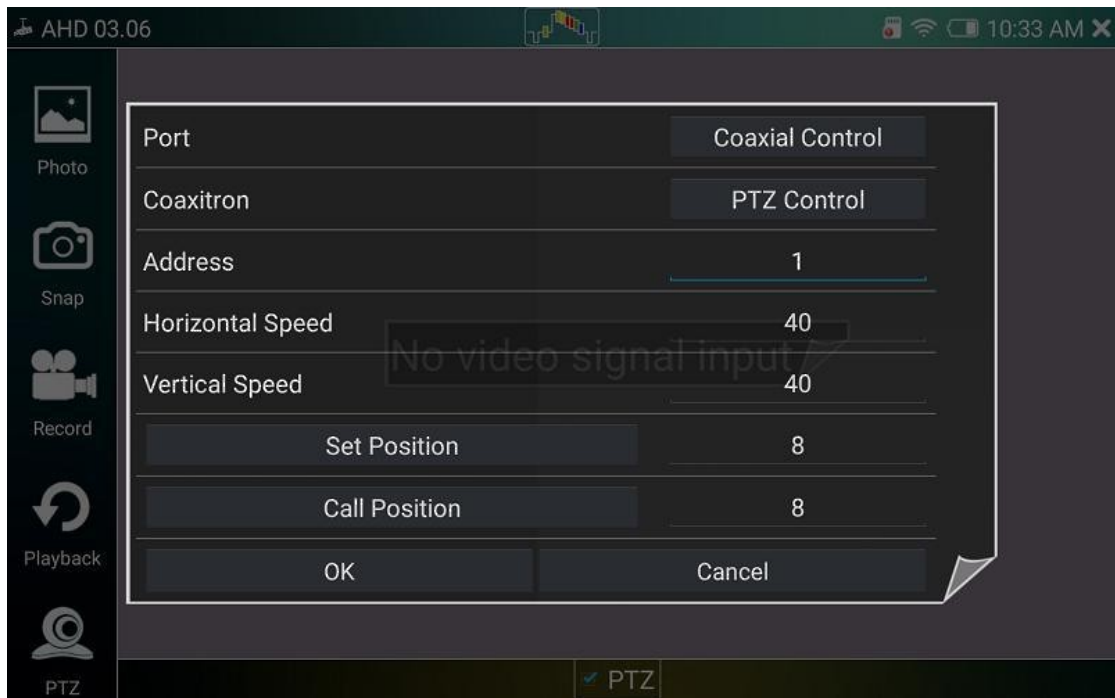 AHD 03.06 10:33 AM
Photo
Snap
Record
Playback
PTZ
Port Coaxial Control
Coaxitron PTZ Control
Address 1
Horizontal Speed 40
No video signal input
Vertical Speed 40
Set Position 8
Call Position 8
OK Cancel
PTZ